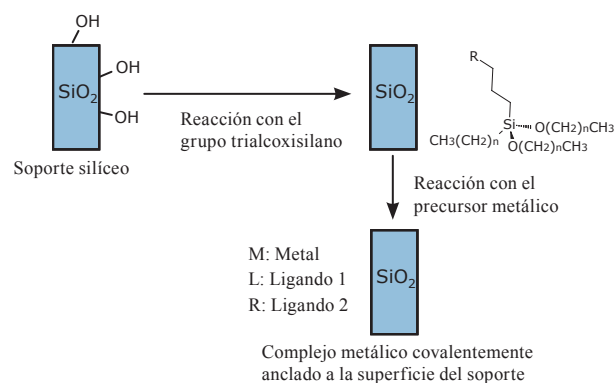 OH
OH
SiO2
OH
Soporte silíceo
Reacción con el
grupo trialcoxisilano
SiO2
R
Si
O(CH2)nCH3
CH3(CH2)n
O(CH2)nCH3
Reacción con el
precursor metálico
M: Metal
L: Ligando 1
R: Ligando 2
SiO2
Complejo metálico covalentemente
anclado a la superficie del soporte